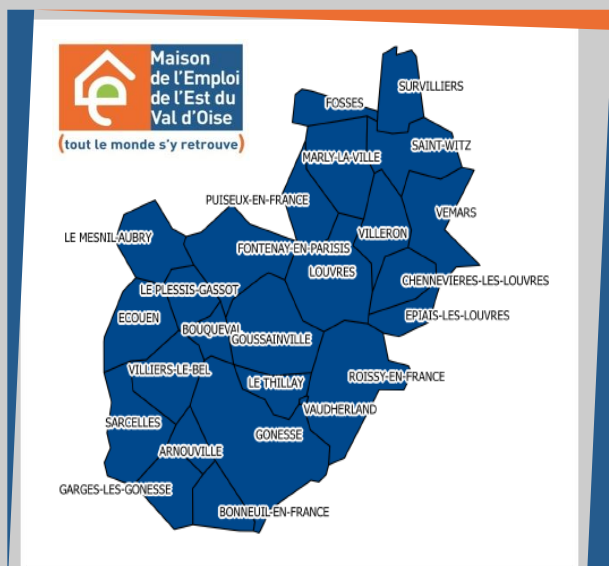 Maison
de l'Emploi
de l'Est du
Val d'Oise
(tout le monde s'y retrouve)
SURVILLIERS
FOSSES
SAINT-WITZ
MARLY-LA-VILLE
PUISEUX-EN-FRANCE
VEMARS
VILLERON
LE MESNIL-AUBRY
FONTENAY-EN-PARISIS
LOUVRES
CHENNEVIERES-LES-LOUVRES
LE PLESSIS-GASSOT
EPIAIS-LES-LOUVRES
ECOUEN
BOUQUEVAL
GOUSSAINVILLE
VILLIERS-LE-BEL
ROISSY-EN-FRANCE
LE THILLAY
VAUDHERLAND
SARCELLES
GONESSE
ARNOUVILLE
GARGES-LES-GONESSE
BONNEUIL-EN-FRANCE